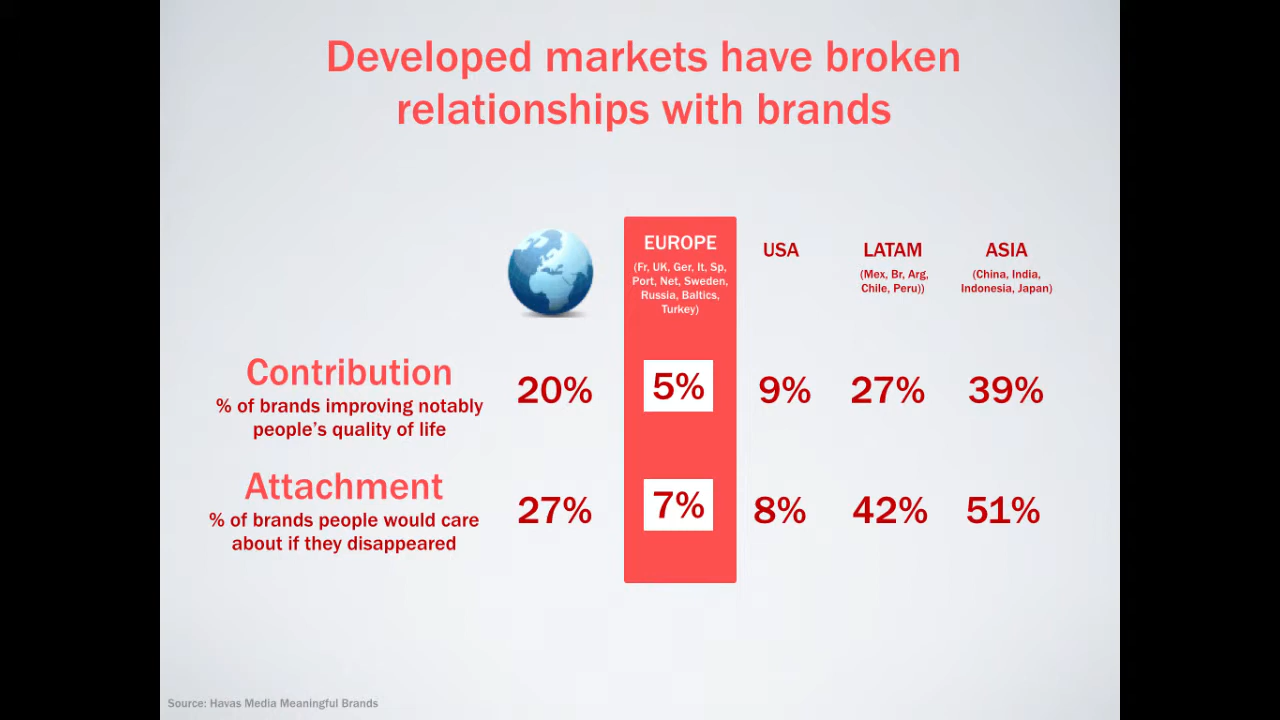 Developed markets have broken
relationships with brands
EUROPE
(Fr, UK, Ger, It, Sp,
Port, Net, Sweden,
Russia, Baltics,
Turkey)
USA
LATAM
(Mex, Br, Arg,
Chile, Peru))
ASIA
(China, India,
Indonesia, Japan)
Contribution
% of brands improving notably
people's quality of life
20% 5% 9% 27% 39%
Attachment
% of brands people would care
about if they disappeared
27% 7% 8% 42% 51%
Source: Havas Media Meaningful Brands